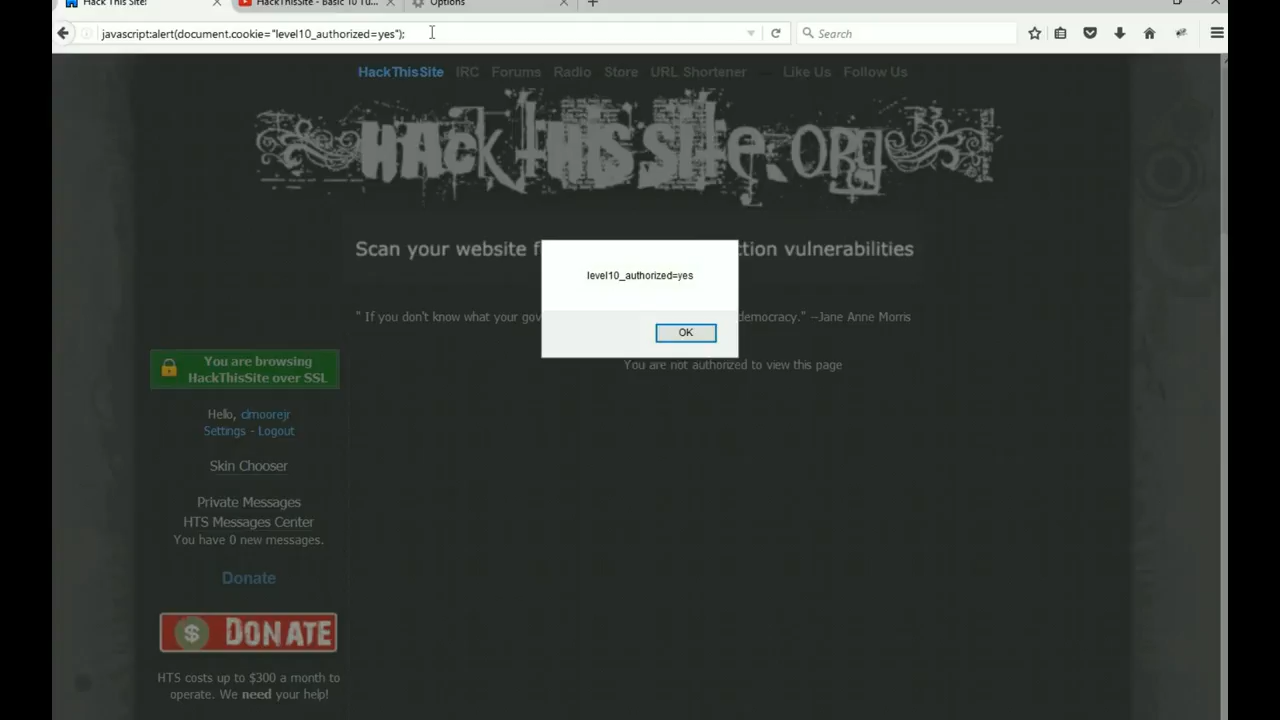 Hack This Site!
HackThisSite - Basic 10 Tu...
Options
javascript:alert(document.cookie="level10_authorized=yes");
Search
HackThisSite IRC Forums Radio Store URL Shortener Like Us Follow Us
HACk THIS SITe.ORg
Scan your website ction vulnerabilities
level10_authorized=yes
" If you don't know what your gov democracy." --Jane Anne Morris
OK
You are not authorized to view this page
You are browsing
HackThisSite over SSL
Hello, dmoorejr
Settings - Logout
Skin Chooser
Private Messages
HTS Messages Center
You have 0 new messages.
Donate
$ DONATE
HTS costs up to $300 a month to
operate. We need your help!